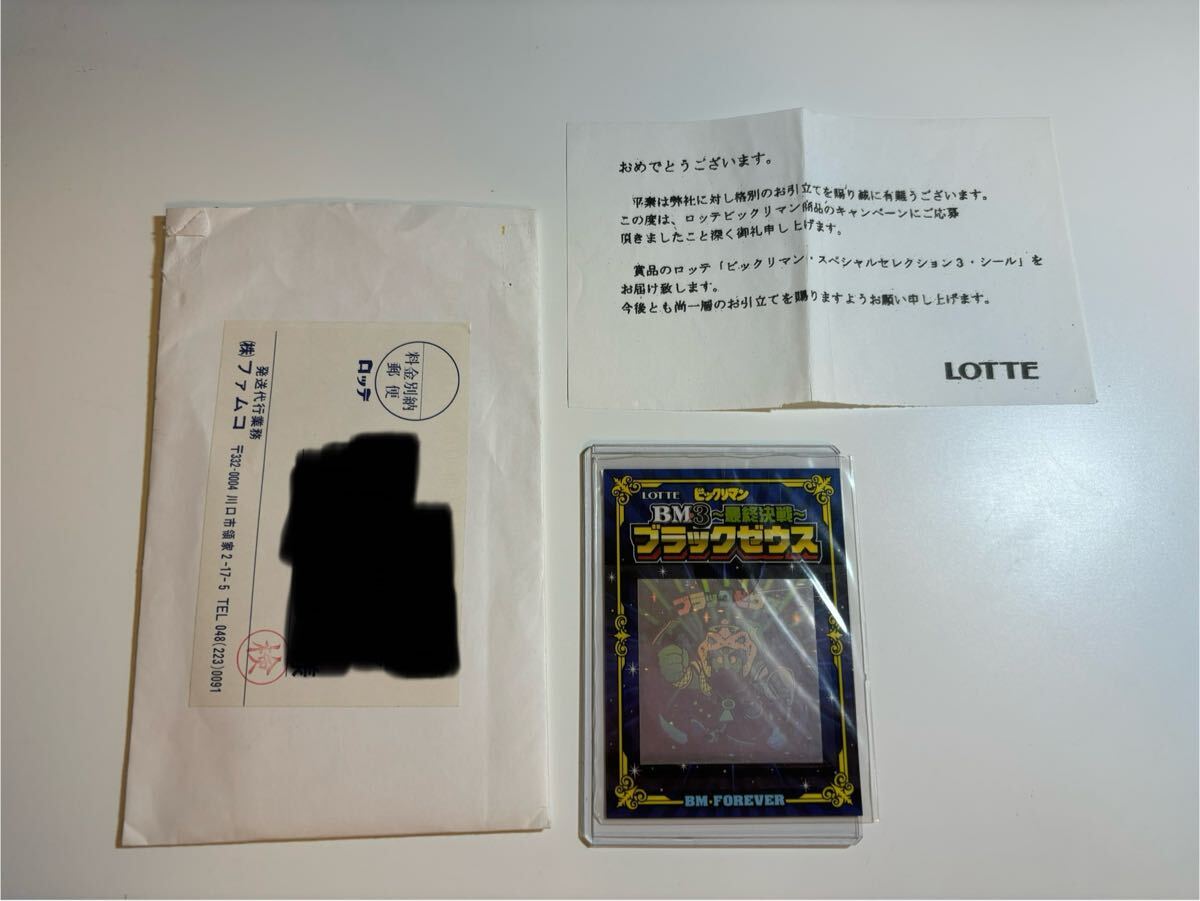 料金別納
郵便
ロッテ
発送代行業務
(株)ファムコ 〒332-0004 川口市領家2-17-5 TEL 048(223)0091
検
おめでとうございます。
平素は弊社に対し格別のお引立てを賜り誠に有難うございます。
この度は、ロッテビックリマン商品のキャンペーンにご応募
頂きましたこと深く御礼申し上げます。
賞品のロッテ「ビックリマン・スペシャルセレクション3・シール」を
お届け致します。
今後とも尚一層のお引立てを賜りますようお願い申し上げます。
LOTTE
LOTTE ビックリマン
BM・3～最終決戦～
ブラックゼウス
ブラックゼウ
BM・FOREVER